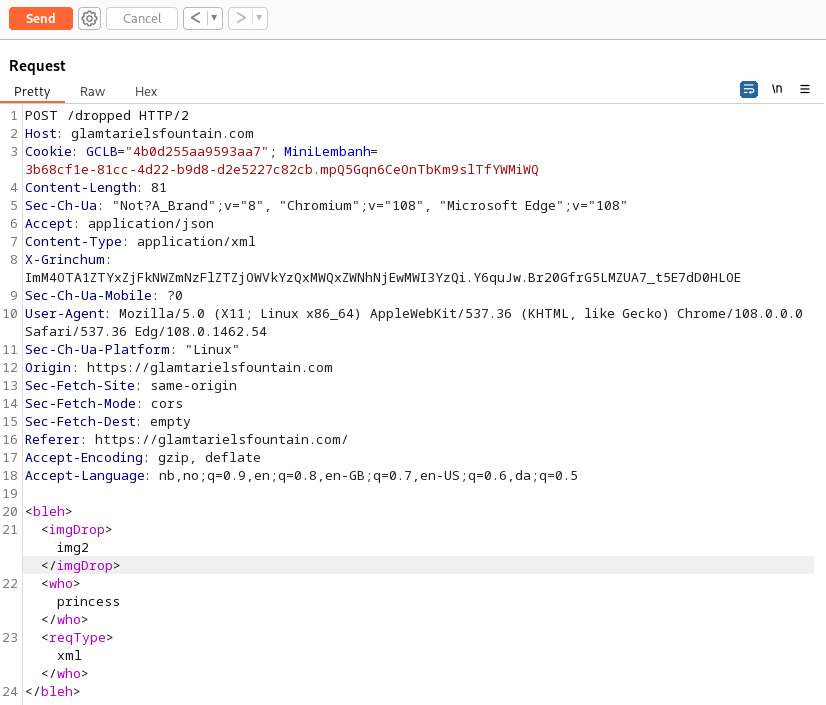 Send Cancel < >
Request
Pretty Raw Hex \n
1 POST /dropped HTTP/2
2 Host: glamtarielsfountain.com
3 Cookie: GCLB="4b0d255aa9593aa7"; MiniLembanh=
3b68cf1e-81cc-4d22-b9d8-d2e5227c82cb.mpQ5Gqn6CeOnTbKm9slTfYWMiWQ
4 Content-Length: 81
5 Sec-Ch-Ua: "Not?A_Brand";v="8", "Chromium";v="108", "Microsoft Edge";v="108"
6 Accept: application/json
7 Content-Type: application/xml
8 X-Grinchum:
ImM4OTA1ZTYxZjFkNWZmNzFlZTZjOWVkYzQxMWQxZWNhNjEwMWI3YzQi.Y6quJw.Br20GfrG5LMZUA7_t5E7dD0HLOE
9 Sec-Ch-Ua-Mobile: ?0
10 User-Agent: Mozilla/5.0 (X11; Linux x86_64) AppleWebKit/537.36 (KHTML, like Gecko) Chrome/108.0.0.0
Safari/537.36 Edg/108.0.1462.54
11 Sec-Ch-Ua-Platform: "Linux"
12 Origin: https://glamtarielsfountain.com
13 Sec-Fetch-Site: same-origin
14 Sec-Fetch-Mode: cors
15 Sec-Fetch-Dest: empty
16 Referer: https://glamtarielsfountain.com/
17 Accept-Encoding: gzip, deflate
18 Accept-Language: nb,no;q=0.9,en;q=0.8,en-GB;q=0.7,en-US;q=0.6,da;q=0.5
19
20 <bleh>
21 <imgDrop>
img2
</imgDrop>
22 <who>
princess
</who>
23 <reqType>
xml
</who>
24 </bleh>